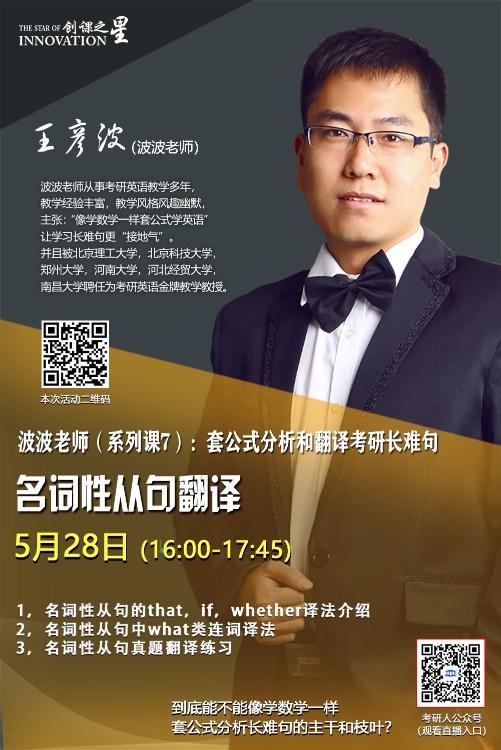 THE STAR OF 创课之星
INNOVATION
王彦波(波波老师)
波波老师从事考研英语教学多年，
教学经验丰富，教学风格风趣幽默，
主张：“像学数学一样套公式学英语”
让学习长难句更“接地气”。
并且被北京理工大学，北京科技大学，
郑州大学，河南大学，河北经贸大学，
南昌大学聘任为考研英语金牌教学教授。
本次活动二维码
波波老师（系列课7）：套公式分析和翻译考研长难句
名词性从句翻译
5月28日 (16:00-17:45)
1，名词性从句的that，if，whether译法介绍
2，名词性从句中what类连词译法
3，名词性从句真题翻译练习
到底能不能像学数学一样
套公式分析长难句的主干和枝叶？
考研人公众号
(观看直播入口)